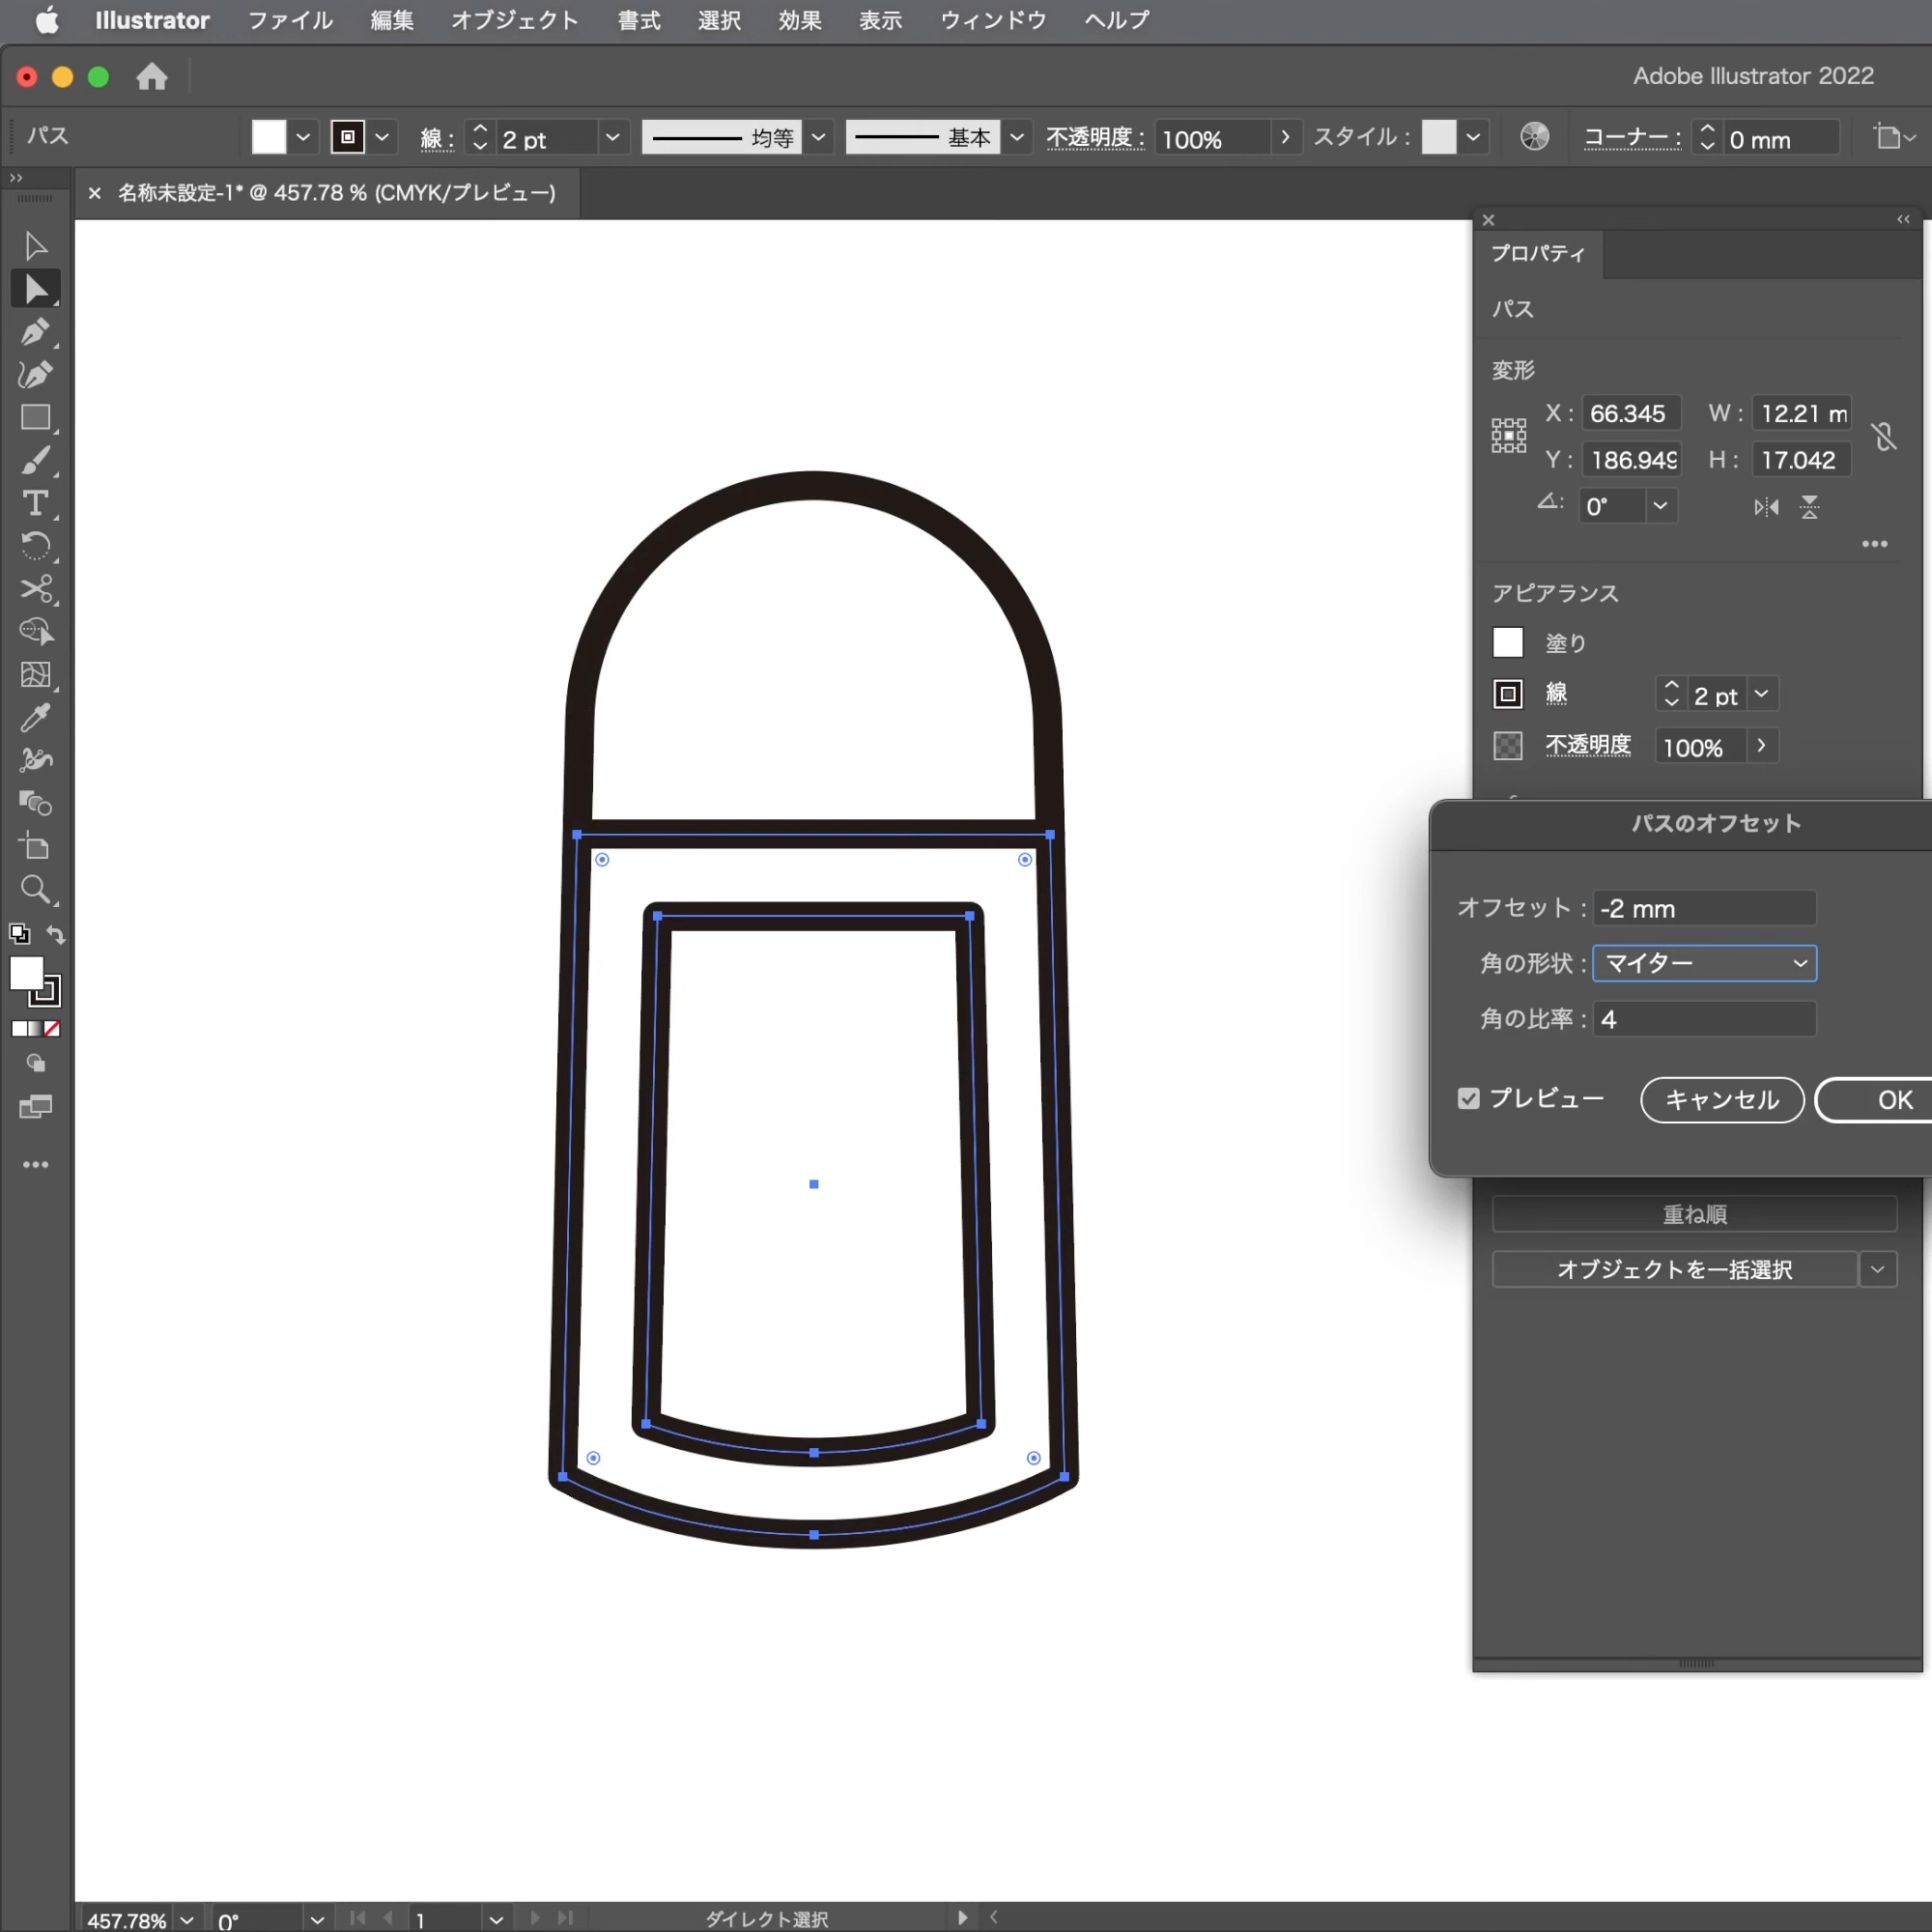 Illustrator ファイル 編集 オブジェクト 書式 選択 効果 表示 ウィンドウ ヘルプ
Adobe Illustrator 2022
パス 線： 2 pt 均等 基本 不透明度： 100% スタイル： コーナー： 0 mm
× 名称未設定-1* @ 457.78 % (CMYK/プレビュー)
プロパティ
パス
変形
X： 66.345 W： 12.21 m
Y： 186.949 H： 17.042
0°
アピアランス
塗り
線 2 pt
不透明度 100%
パスのオフセット
オフセット： -2 mm
角の形状： マイター
角の比率： 4
プレビュー キャンセル OK
重ね順
オブジェクトを一括選択
457.78% 0° 1 ダイレクト選択